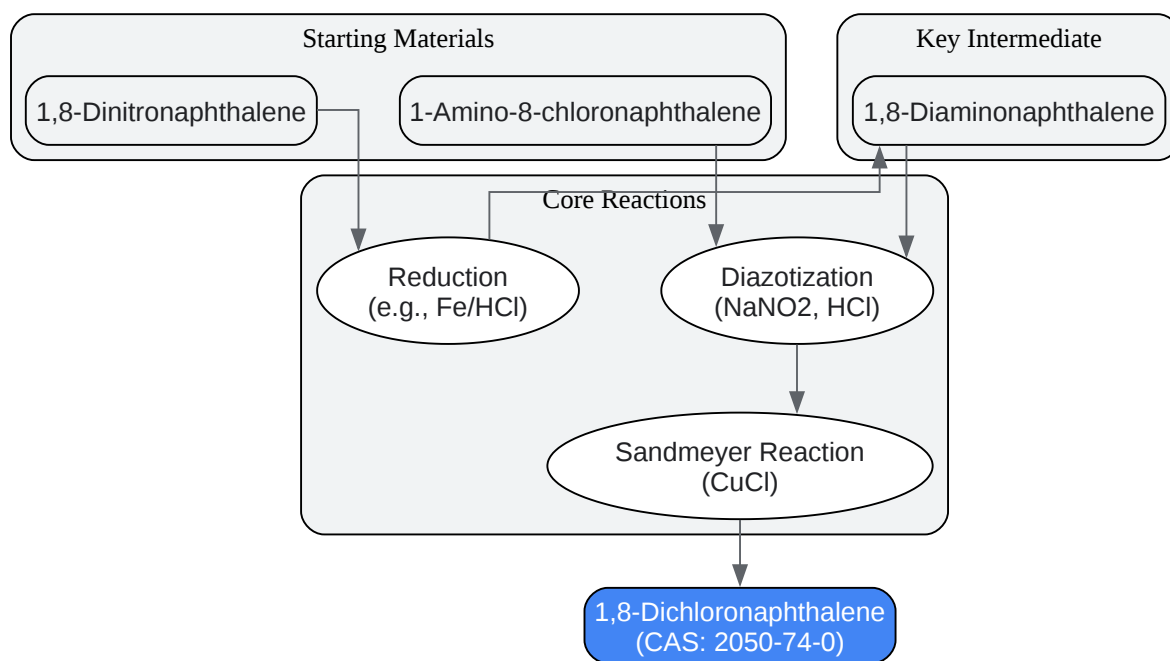 Starting Materials
Key Intermediate
1,8-Dinitronaphthalene
1-Amino-8-chloronaphthalene
1,8-Diaminonaphthalene
Core Reactions
Reduction
(e.g., Fe/HCl)
Diazotization
(NaNO2, HCl)
Sandmeyer Reaction
(CuCl)
1,8-Dichloronaphthalene
(CAS: 2050-74-0)